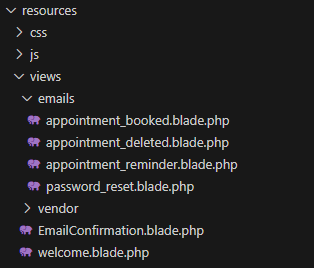 resources
css
js
views
emails
appointment_booked.blade.php
appointment_deleted.blade.php
appointment_reminder.blade.php
password_reset.blade.php
vendor
EmailConfirmation.blade.php
welcome.blade.php